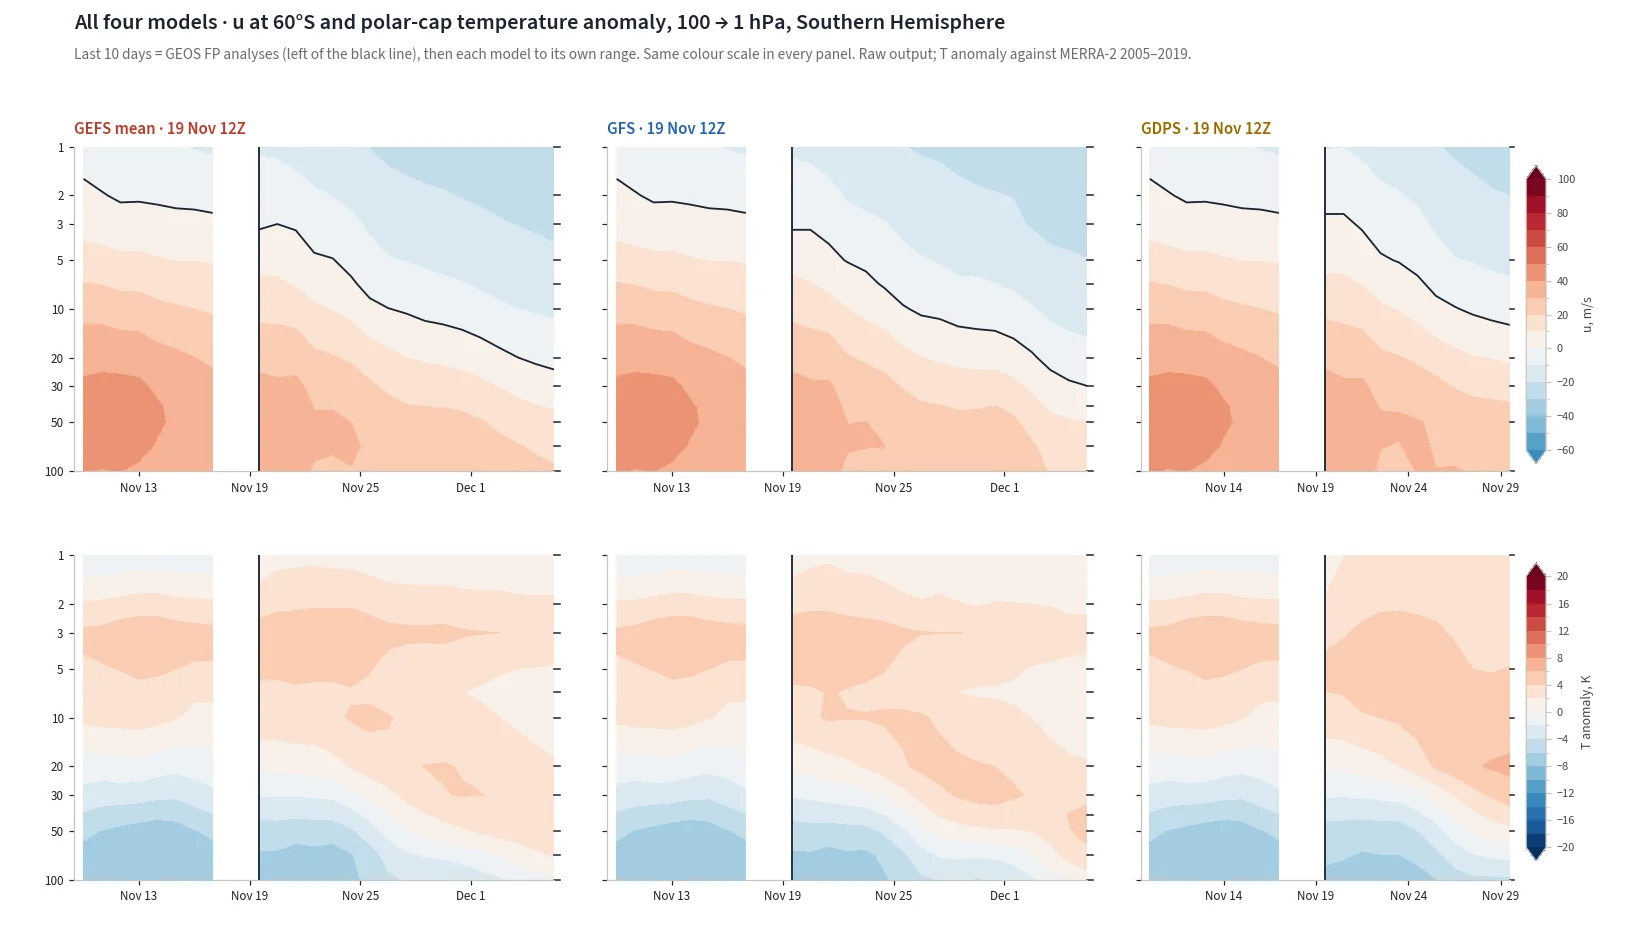 All four models · u at 60°S and polar-cap temperature anomaly, 100 → 1 hPa, Southern Hemisphere
Last 10 days = GEOS FP analyses (left of the black line), then each model to its own range. Same colour scale in every panel. Raw output; T anomaly against MERRA-2 2005–2019.
GEFS mean · 19 Nov 12Z
GFS · 19 Nov 12Z
GDPS · 19 Nov 12Z
1
2
3
5
10
20
30
50
100
Nov 13
Nov 19
Nov 25
Dec 1
Nov 13
Nov 19
Nov 25
Dec 1
Nov 14
Nov 19
Nov 24
Nov 29
100
80
60
40
20
0
−20
−40
−60
u, m/s
1
2
3
5
10
20
30
50
100
Nov 13
Nov 19
Nov 25
Dec 1
Nov 13
Nov 19
Nov 25
Dec 1
Nov 14
Nov 19
Nov 24
Nov 29
20
16
12
8
4
0
−4
−8
−12
−16
−20
T anomaly, K